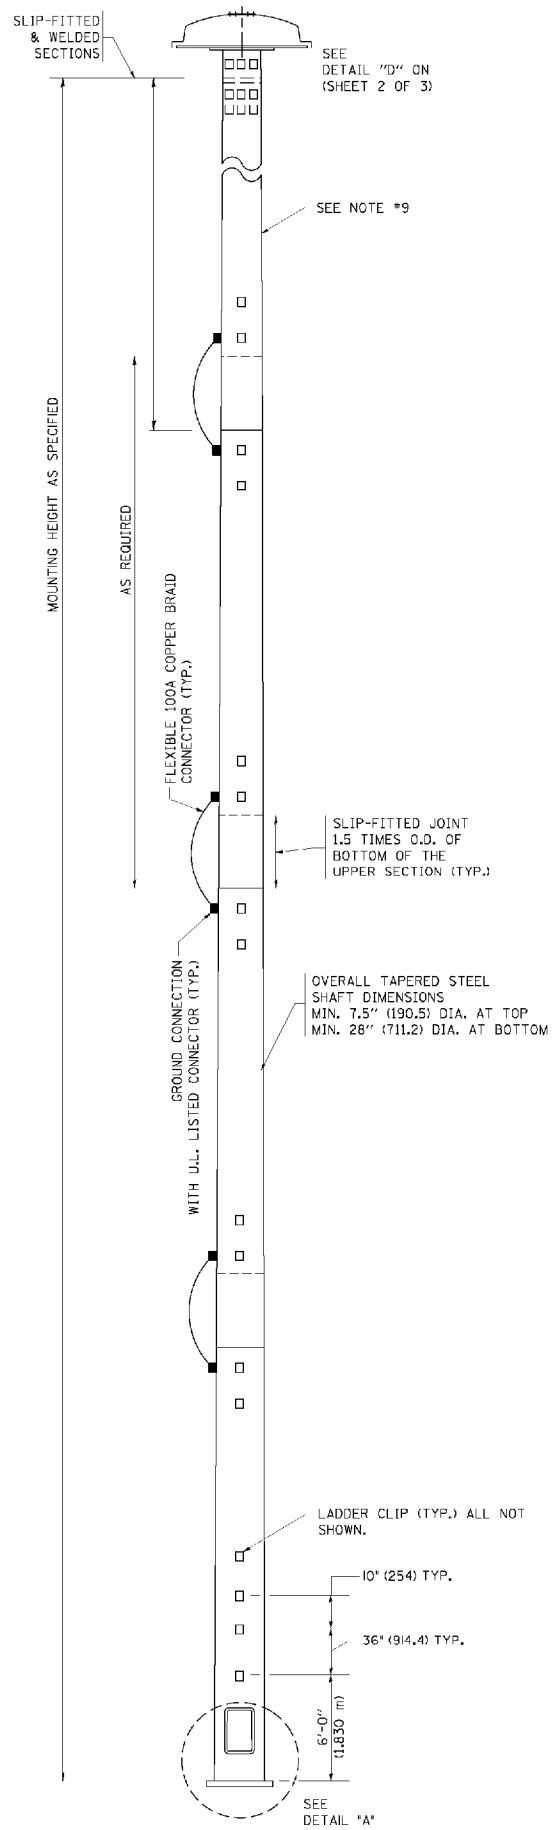 SLIP-FITTED
& WELDED
SECTIONS
SEE
DETAIL "D" ON
(SHEET 2 OF 3)
SEE NOTE #9
MOUNTING HEIGHT AS SPECIFIED
AS REQUIRED
FLEXIBLE 100A COPPER BRAID
CONNECTOR (TYP.)
SLIP-FITTED JOINT
1.5 TIMES O.D. OF
BOTTOM OF THE
UPPER SECTION (TYP.)
GROUND CONNECTION
WITH U.L. LISTED CONNECTOR (TYP.)
OVERALL TAPERED STEEL
SHAFT DIMENSIONS
MIN. 7.5" (190.5) DIA. AT TOP
MIN. 28" (711.2) DIA. AT BOTTOM
LADDER CLIP (TYP.) ALL NOT
SHOWN.
10" (254) TYP.
36" (914.4) TYP.
6'-0"
(1.830 m)
SEE
DETAIL "A"